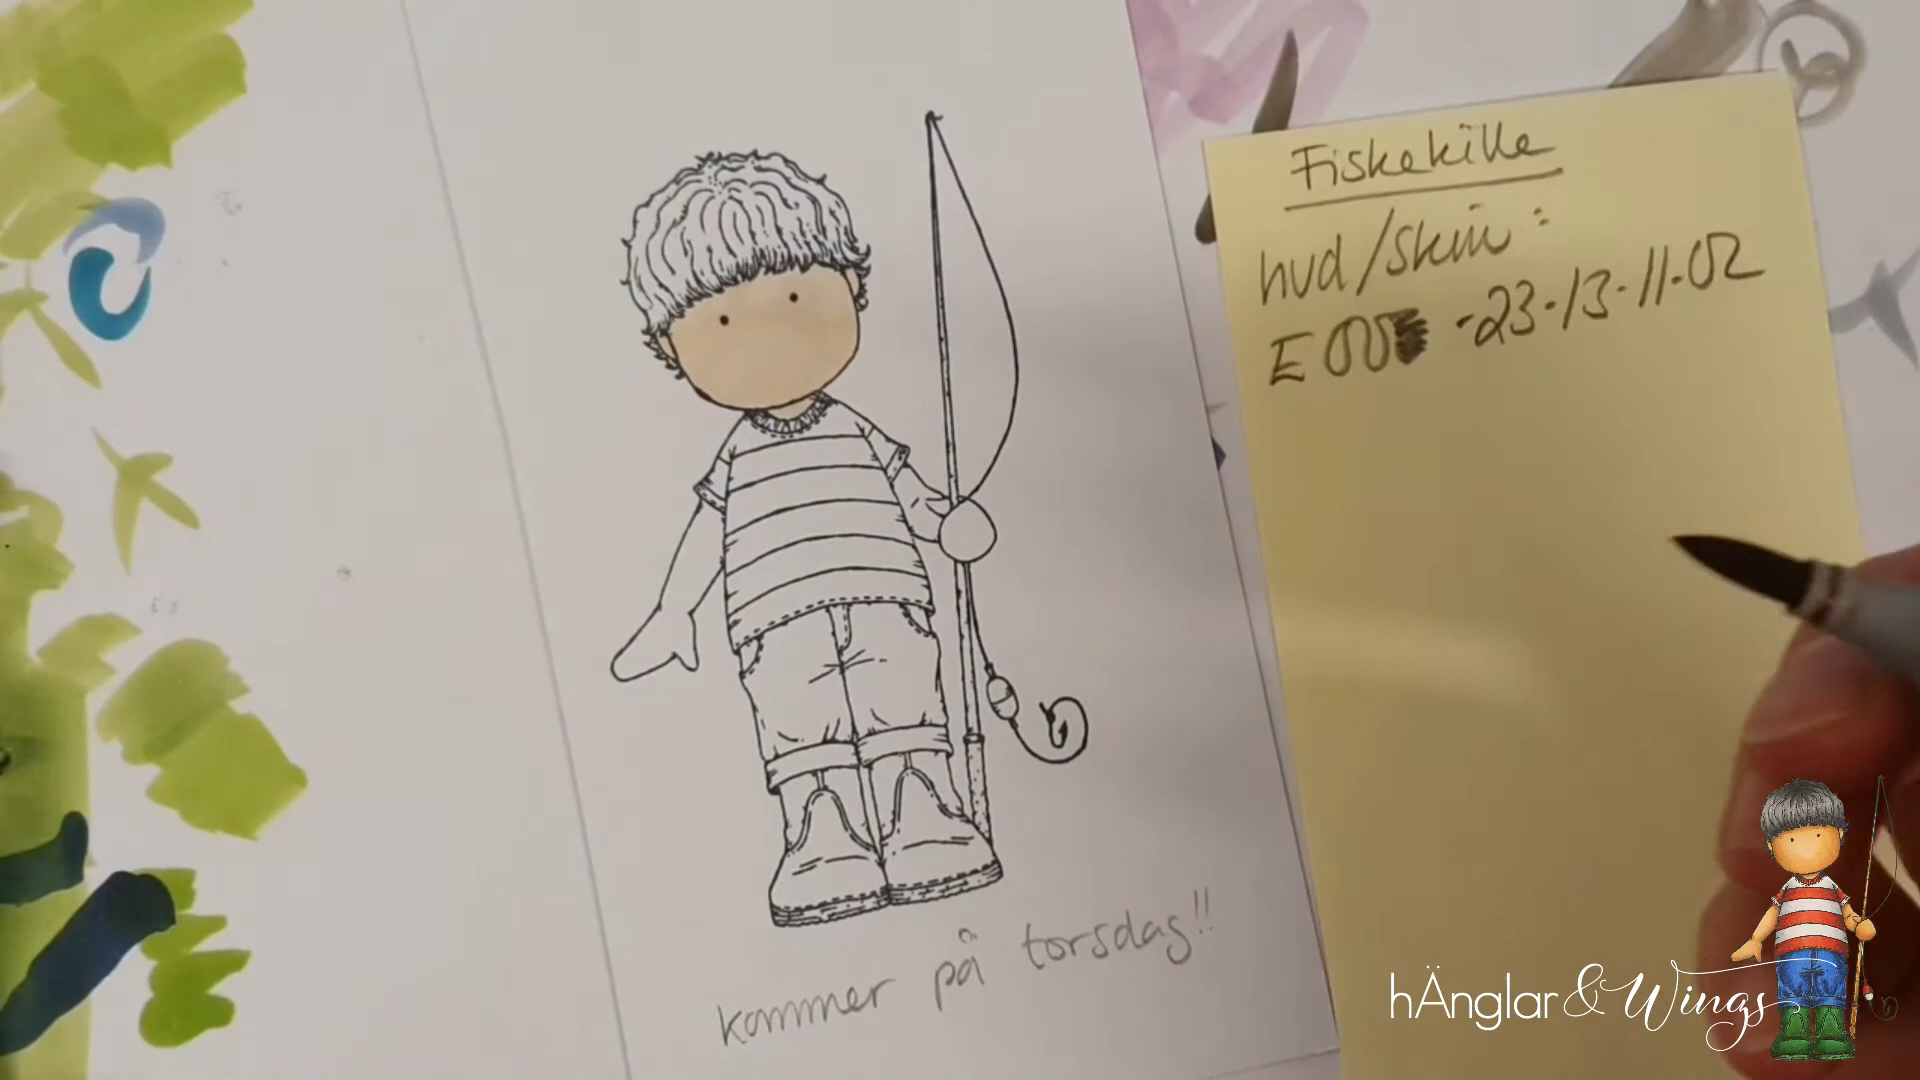 Fiskekille
hud/skin:
E00 -23-13-11-02
kommer på torsdag!!
hÄnglar & Wings